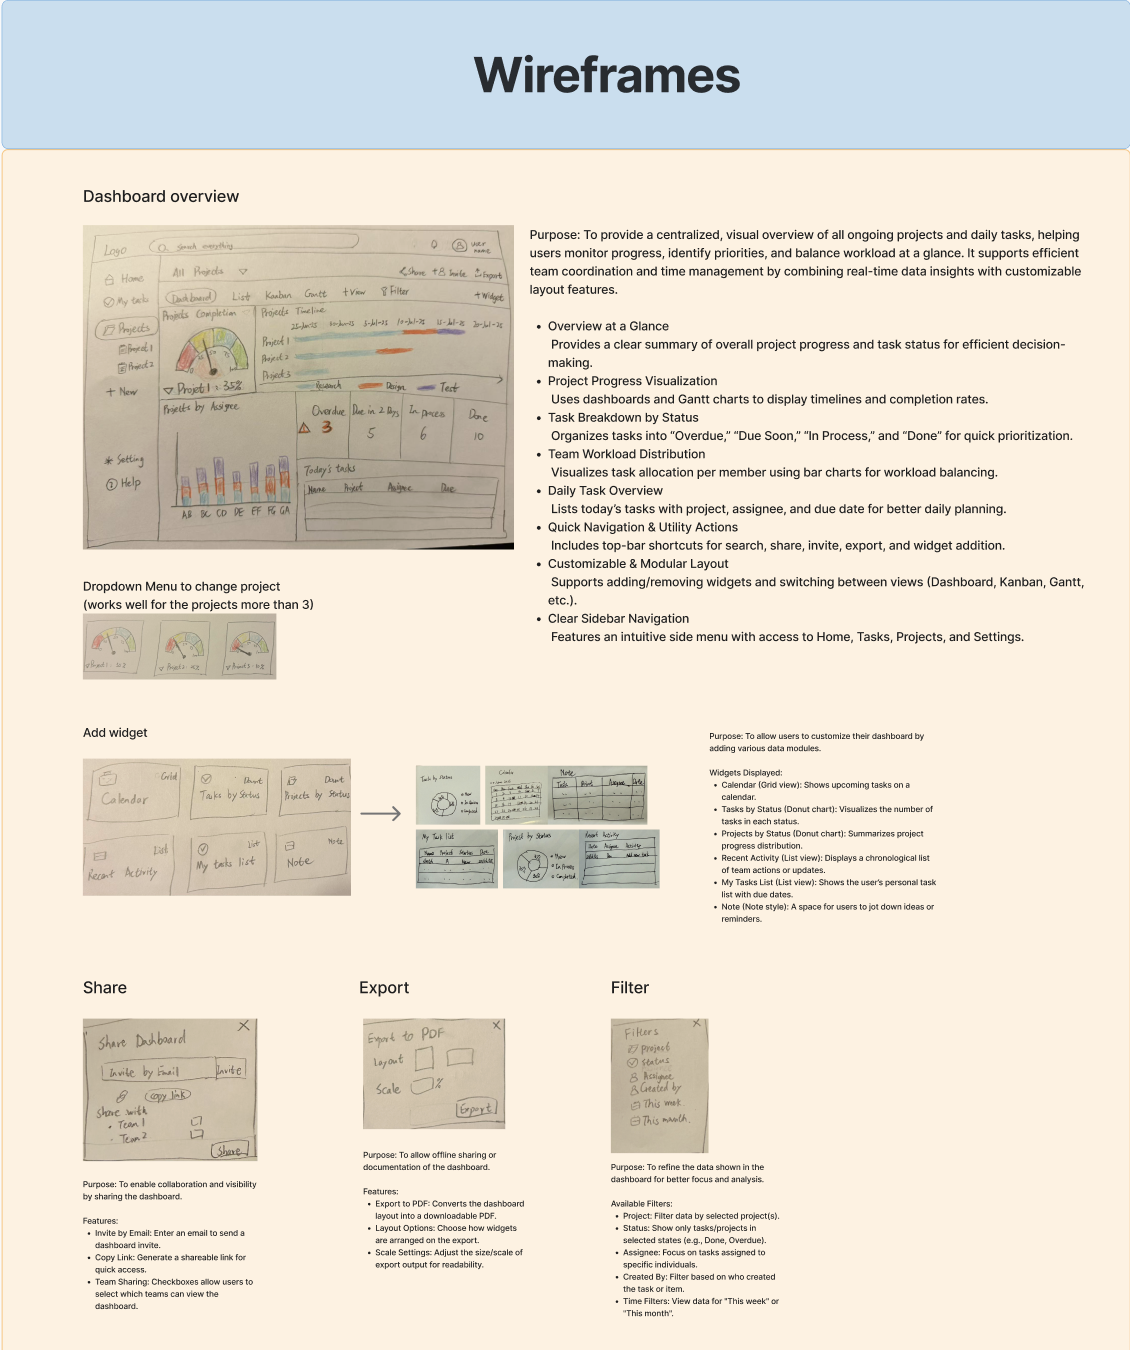 Wireframes
Dashboard overview
Logo
Search everything
user name
Home
My task
Projects
Project 1
Project 2
+ New
Setting
Help
All Projects
Share
Invite
Export
Dashboard
List
Kanban
Gantt
+View
Filter
+Widget
Projects Completion
Projet 1 : 35%
Projects Timeline
Project 1
Project 2
Project 3
Research
Design
Test
Projects by Assignee
AB BC CD DE EF FG GA
Overdue
3
Due in 2 Days
5
In process
6
Done
10
Today's tasks
Name Project Assignee Due
Purpose: To provide a centralized, visual overview of all ongoing projects and daily tasks, helping
users monitor progress, identify priorities, and balance workload at a glance. It supports efficient
team coordination and time management by combining real-time data insights with customizable
layout features.
• Overview at a Glance
Provides a clear summary of overall project progress and task status for efficient decision-
making.
• Project Progress Visualization
Uses dashboards and Gantt charts to display timelines and completion rates.
• Task Breakdown by Status
Organizes tasks into “Overdue,” “Due Soon,” “In Process,” and “Done” for quick prioritization.
• Team Workload Distribution
Visualizes task allocation per member using bar charts for workload balancing.
• Daily Task Overview
Lists today’s tasks with project, assignee, and due date for better daily planning.
• Quick Navigation & Utility Actions
Includes top-bar shortcuts for search, share, invite, export, and widget addition.
• Customizable & Modular Layout
Supports adding/removing widgets and switching between views (Dashboard, Kanban, Gantt,
etc.).
• Clear Sidebar Navigation
Features an intuitive side menu with access to Home, Tasks, Projects, and Settings.
Dropdown Menu to change project
(works well for the projects more than 3)
Add widget
Grid
Calendar
Donut
Tasks by Status
Donut
Projects by Status
List
Recent Activity
List
My tasks list
Note
Note
Task by status
Calendar
Note
My Task list
Project by Status
Recent Activity
Purpose: To allow users to customize their dashboard by
adding various data modules.
Widgets Displayed:
• Calendar (Grid view): Shows upcoming tasks on a
calendar.
• Tasks by Status (Donut chart): Visualizes the number of
tasks in each status.
• Projects by Status (Donut chart): Summarizes project
progress distribution.
• Recent Activity (List view): Displays a chronological list
of team actions or updates.
• My Tasks List (List view): Shows the user's personal task
list with due dates.
• Note (Note style): A space for users to jot down ideas or
reminders.
Share
Share Dashboard
Invite by Email
Invite
Copy link
Share with
• Team 1
• Team 2
Share
Purpose: To enable collaboration and visibility
by sharing the dashboard.
Features:
• Invite by Email: Enter an email to send a
dashboard invite.
• Copy Link: Generate a shareable link for
quick access.
• Team Sharing: Checkboxes allow users to
select which teams can view the
dashboard.
Export
Export to PDF
Layout
Scale
%
Export
Purpose: To allow offline sharing or
documentation of the dashboard.
Features:
• Export to PDF: Converts the dashboard
layout into a downloadable PDF.
• Layout Options: Choose how widgets
are arranged on the export.
• Scale Settings: Adjust the size/scale of
export output for readability.
Filter
Filters
Project
Status
Assignee
Created by
This week
This month.
Purpose: To refine the data shown in the
dashboard for better focus and analysis.
Available Filters:
• Project: Filter data by selected project(s).
• Status: Show only tasks/projects in
selected states (e.g., Done, Overdue).
• Assignee: Focus on tasks assigned to
specific individuals.
• Created By: Filter based on who created
the task or item.
• Time Filters: View data for "This week" or
"This month".